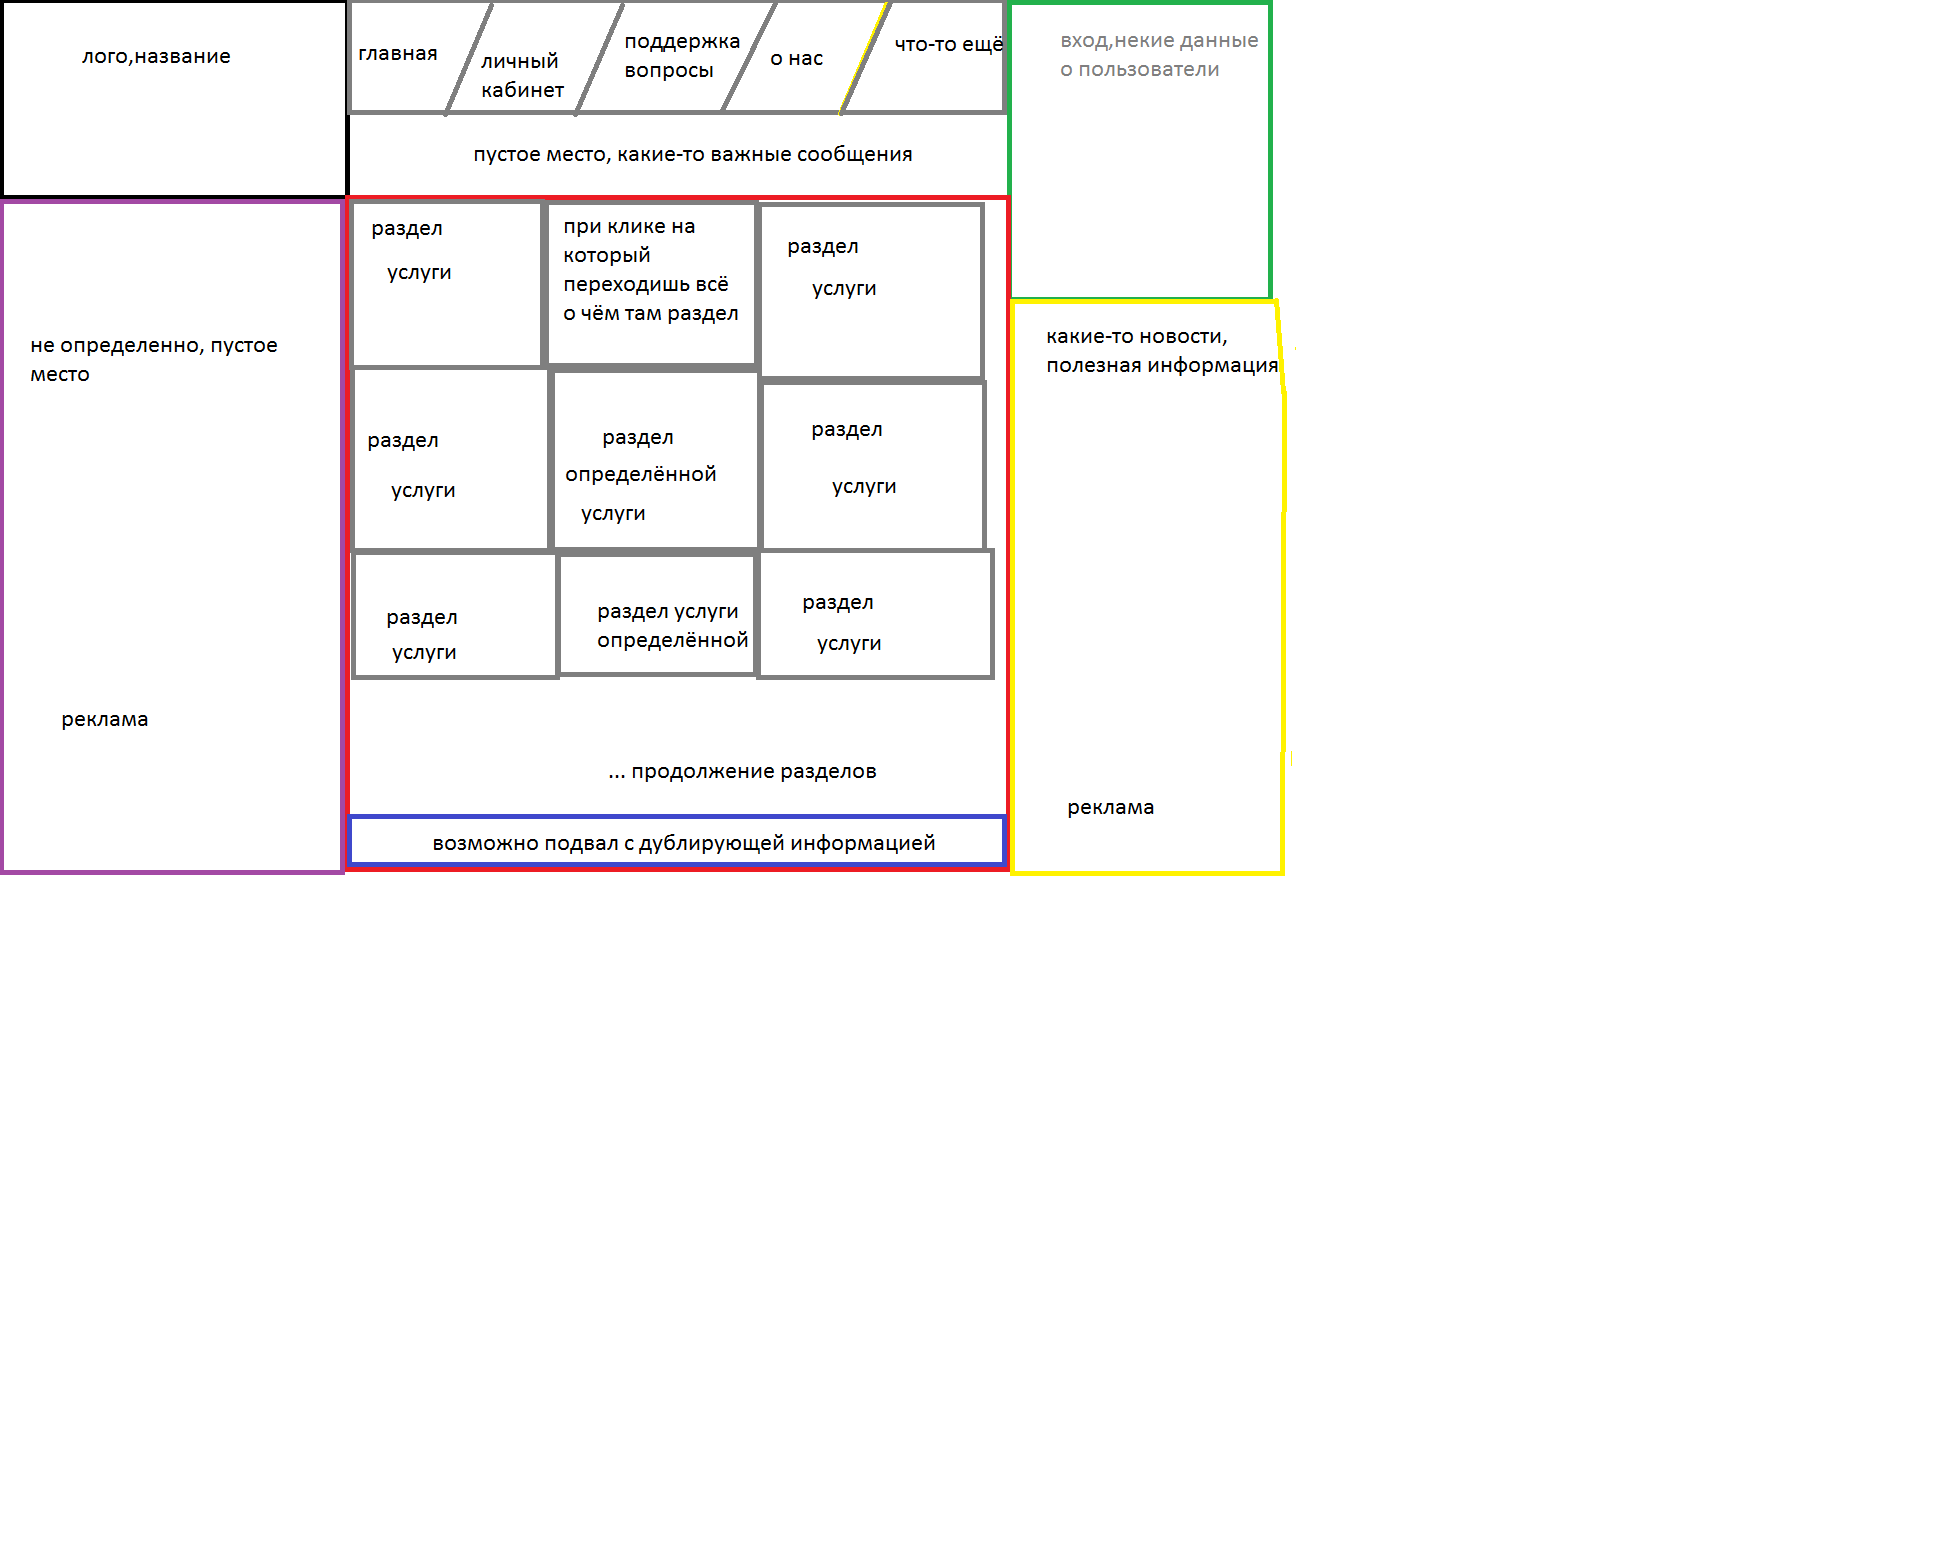 лого,название
главная
личный
кабинет
поддержка
вопросы
о нас
что-то ещё
вход,некие данные
о пользователи
пустое место, какие-то важные сообщения
не определенно, пустое
место
реклама
раздел
услуги
при клике на
который
переходишь всё
о чём там раздел
раздел
услуги
раздел
услуги
раздел
определённой
услуги
раздел
услуги
раздел
услуги
раздел услуги
определённой
раздел
услуги
... продолжение разделов
возможно подвал с дублирующей информацией
какие-то новости,
полезная информация
реклама